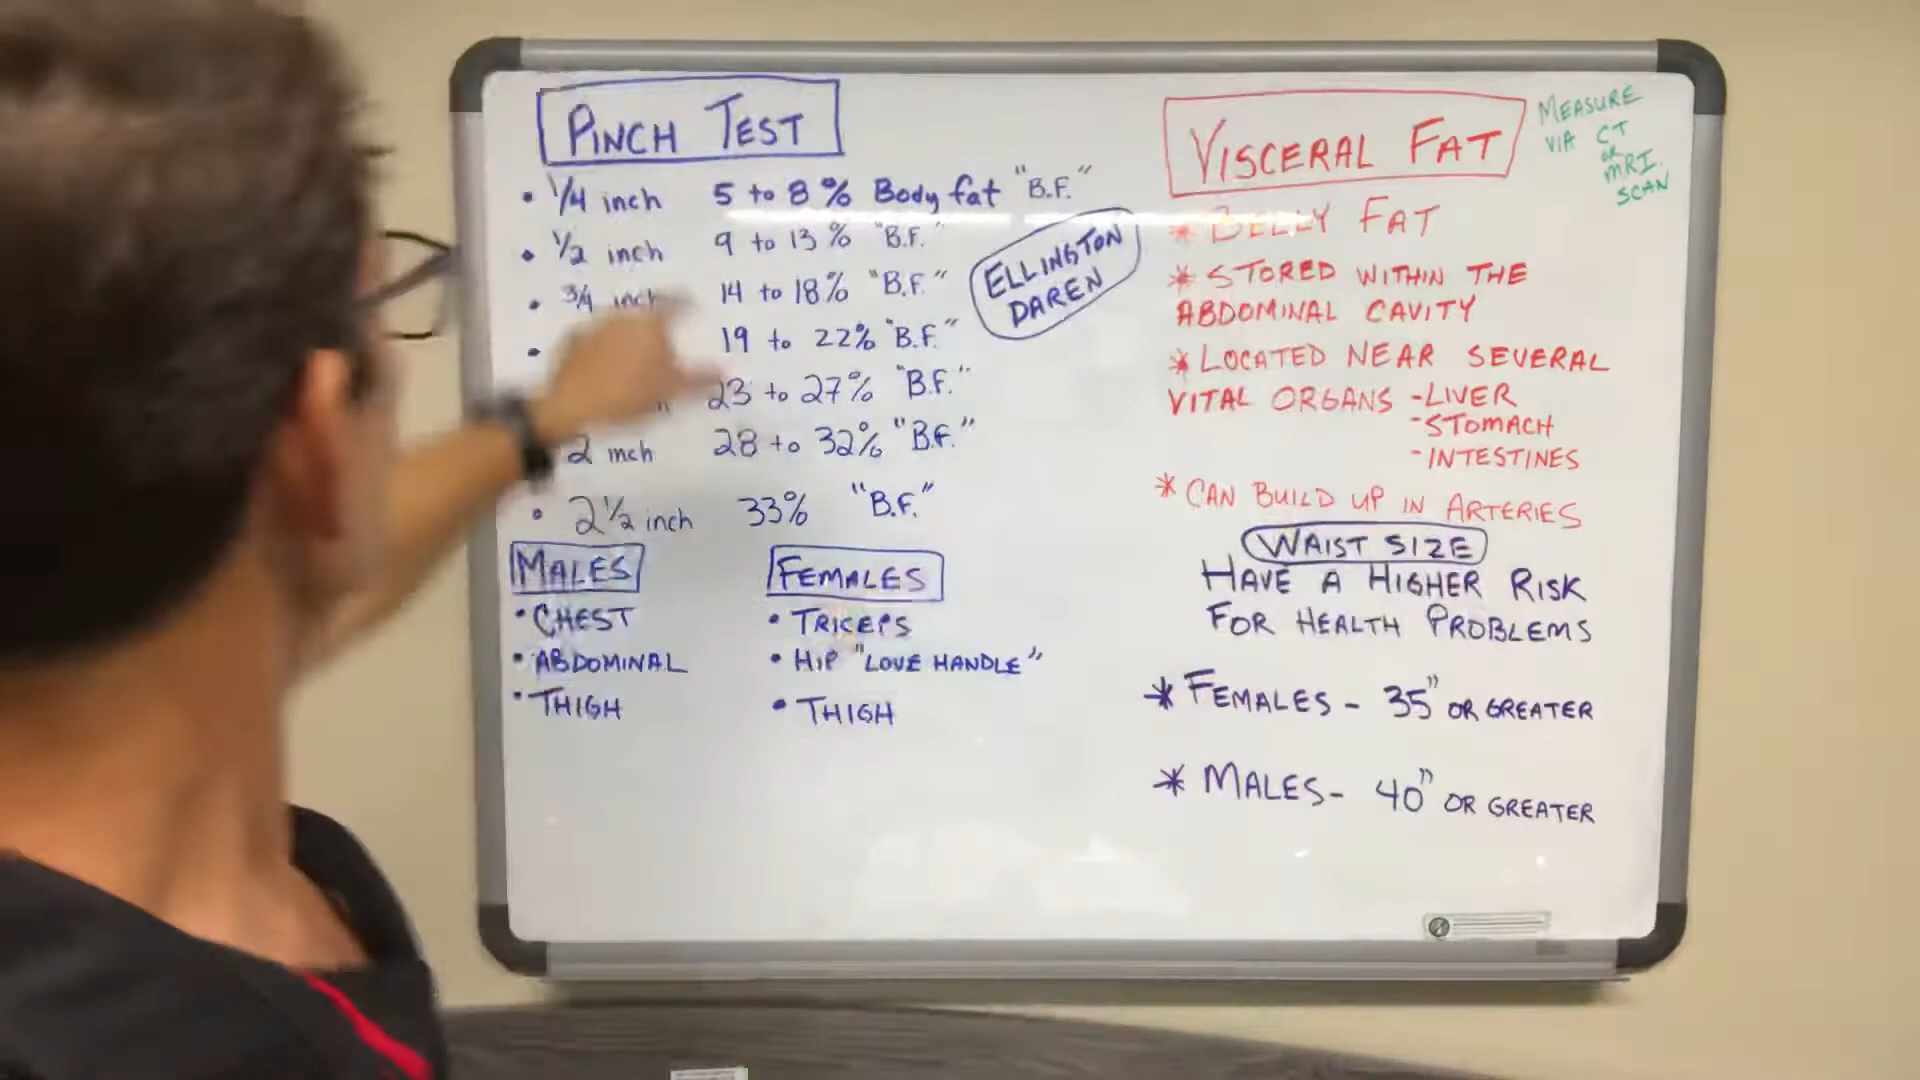 PINCH TEST
• 1/4 inch 5 to 8% Body fat "B.F."
• 1/2 inch 9 to 13% "B.F."
• 3/4 inch 14 to 18% "B.F."
• 19 to 22% "B.F."
23 to 27% "B.F."
2 inch 28 to 32% "B.F."
• 2 1/2 inch 33% "B.F."
ELLINGTON
DAREN
MALES
• CHEST
• ABDOMINAL
• THIGH
FEMALES
• TRICEPS
• HIP "LOVE HANDLE"
• THIGH
VISCERAL FAT
MEASURE
VIA CT
or
MRI
SCAN
* BELLY FAT
* STORED WITHIN THE
ABDOMINAL CAVITY
* LOCATED NEAR SEVERAL
VITAL ORGANS - LIVER
- STOMACH
- INTESTINES
* CAN BUILD UP IN ARTERIES
WAIST SIZE
HAVE A HIGHER RISK
FOR HEALTH PROBLEMS
* FEMALES - 35" OR GREATER
* MALES - 40" OR GREATER